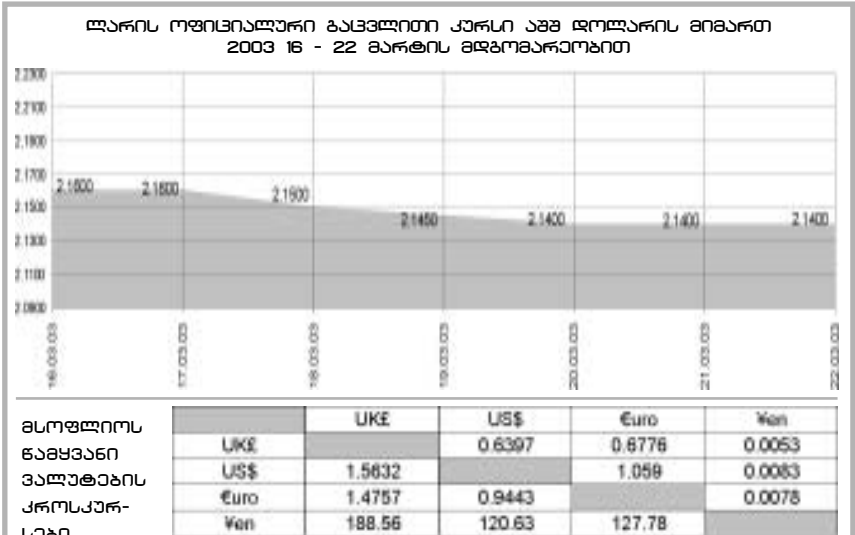 ლარის ოფიციალური გაცვლითი კურსი აშშ დოლარის მიმართ
2003 16 - 22 მარტის მდგომარეობით
2.2300
2.2100
2.1900
2.1700
2.1500
2.1300
2.1100
2.0900
2.1600 2.1600 2.1500 2.1450 2.1400 2.1400 2.1400
16.03.03 17.03.03 18.03.03 19.03.03 20.03.03 21.03.03 22.03.03
მსოფლიოს
წამყვანი
ვალუტების
კროსკურ-
სები
UK£ US$ €uro ¥en
UK£ 0.6397 0.6776 0.0053
US$ 1.5632 1.059 0.0083
€uro 1.4757 0.9443 0.0078
¥en 188.56 120.63 127.78